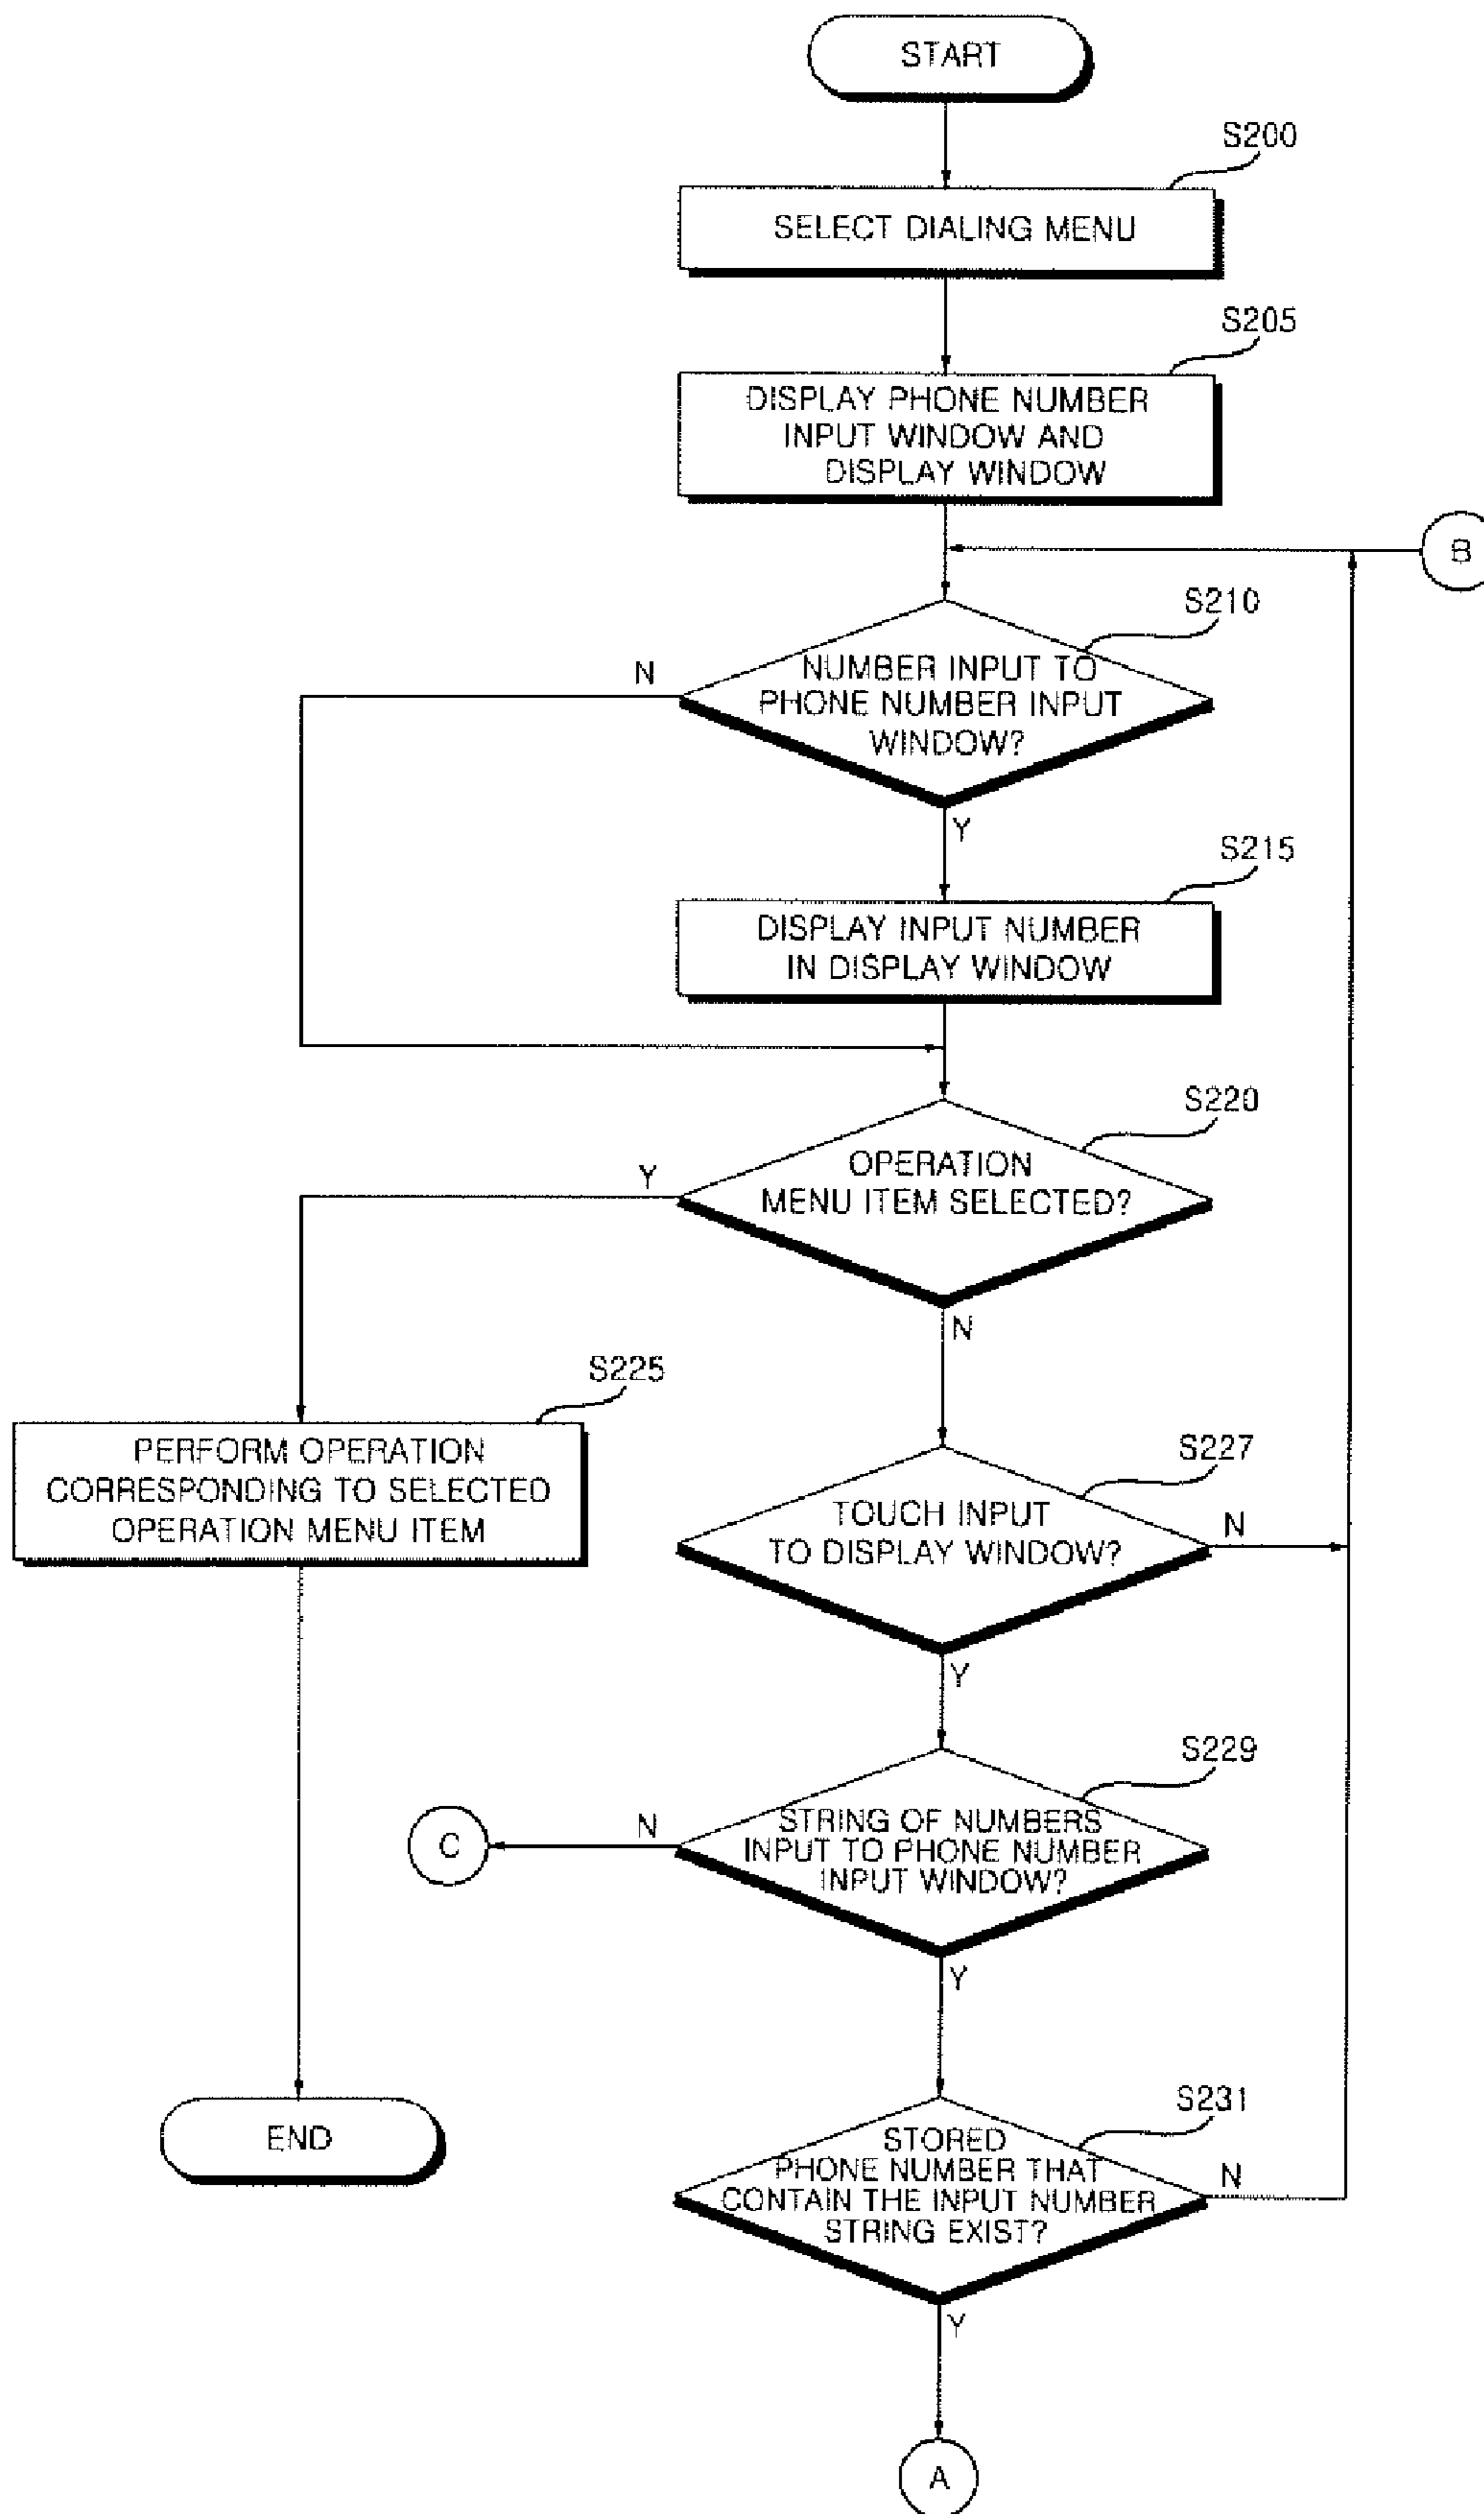 START
S200
SELECT DIALING MENU
S205
DISPLAY PHONE NUMBER
INPUT WINDOW AND
DISPLAY WINDOW
B
S210
N
NUMBER INPUT TO
PHONE NUMBER INPUT
WINDOW?
Y
S215
DISPLAY INPUT NUMBER
IN DISPLAY WINDOW
S220
Y
OPERATION
MENU ITEM SELECTED?
N
S225
PERFORM OPERATION
CORRESPONDING TO SELECTED
OPERATION MENU ITEM
S227
TOUCH INPUT
TO DISPLAY WINDOW?
N
Y
S229
C
N
STRING OF NUMBERS
INPUT TO PHONE NUMBER
INPUT WINDOW?
Y
END
S231
STORED
PHONE NUMBER THAT
CONTAIN THE INPUT NUMBER
STRING EXIST?
N
Y
A